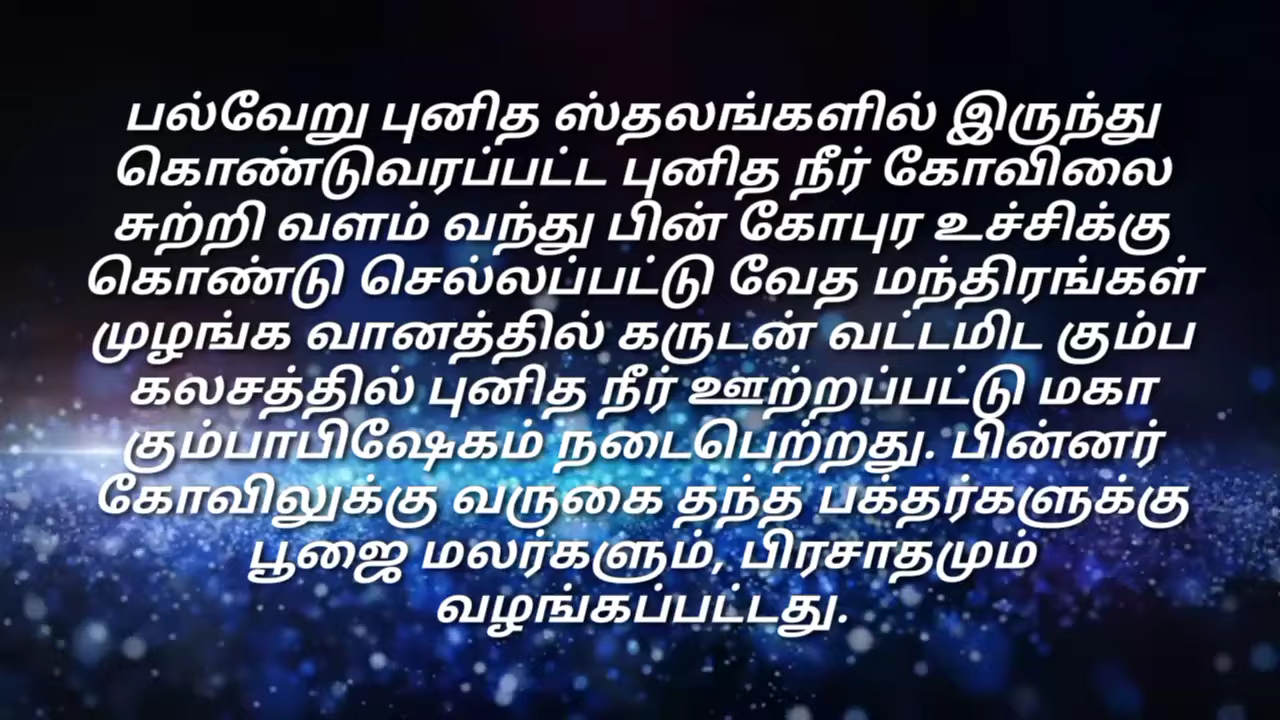 பல்வேறு புனித ஸ்தலங்களில் இருந்து
கொண்டுவரப்பட்ட புனித நீர் கோவிலை
சுற்றி வளம் வந்து பின் கோபுர உச்சிக்கு
கொண்டு செல்லப்பட்டு வேத மந்திரங்கள்
முழங்க வானத்தில் கருடன் வட்டமிட கும்ப
கலசத்தில் புனித நீர் ஊற்றப்பட்டு மகா
கும்பாபிஷேகம் நடைபெற்றது. பின்னர்
கோவிலுக்கு வருகை தந்த பக்தர்களுக்கு
பூஜை மலர்களும், பிரசாதமும்
வழங்கப்பட்டது.